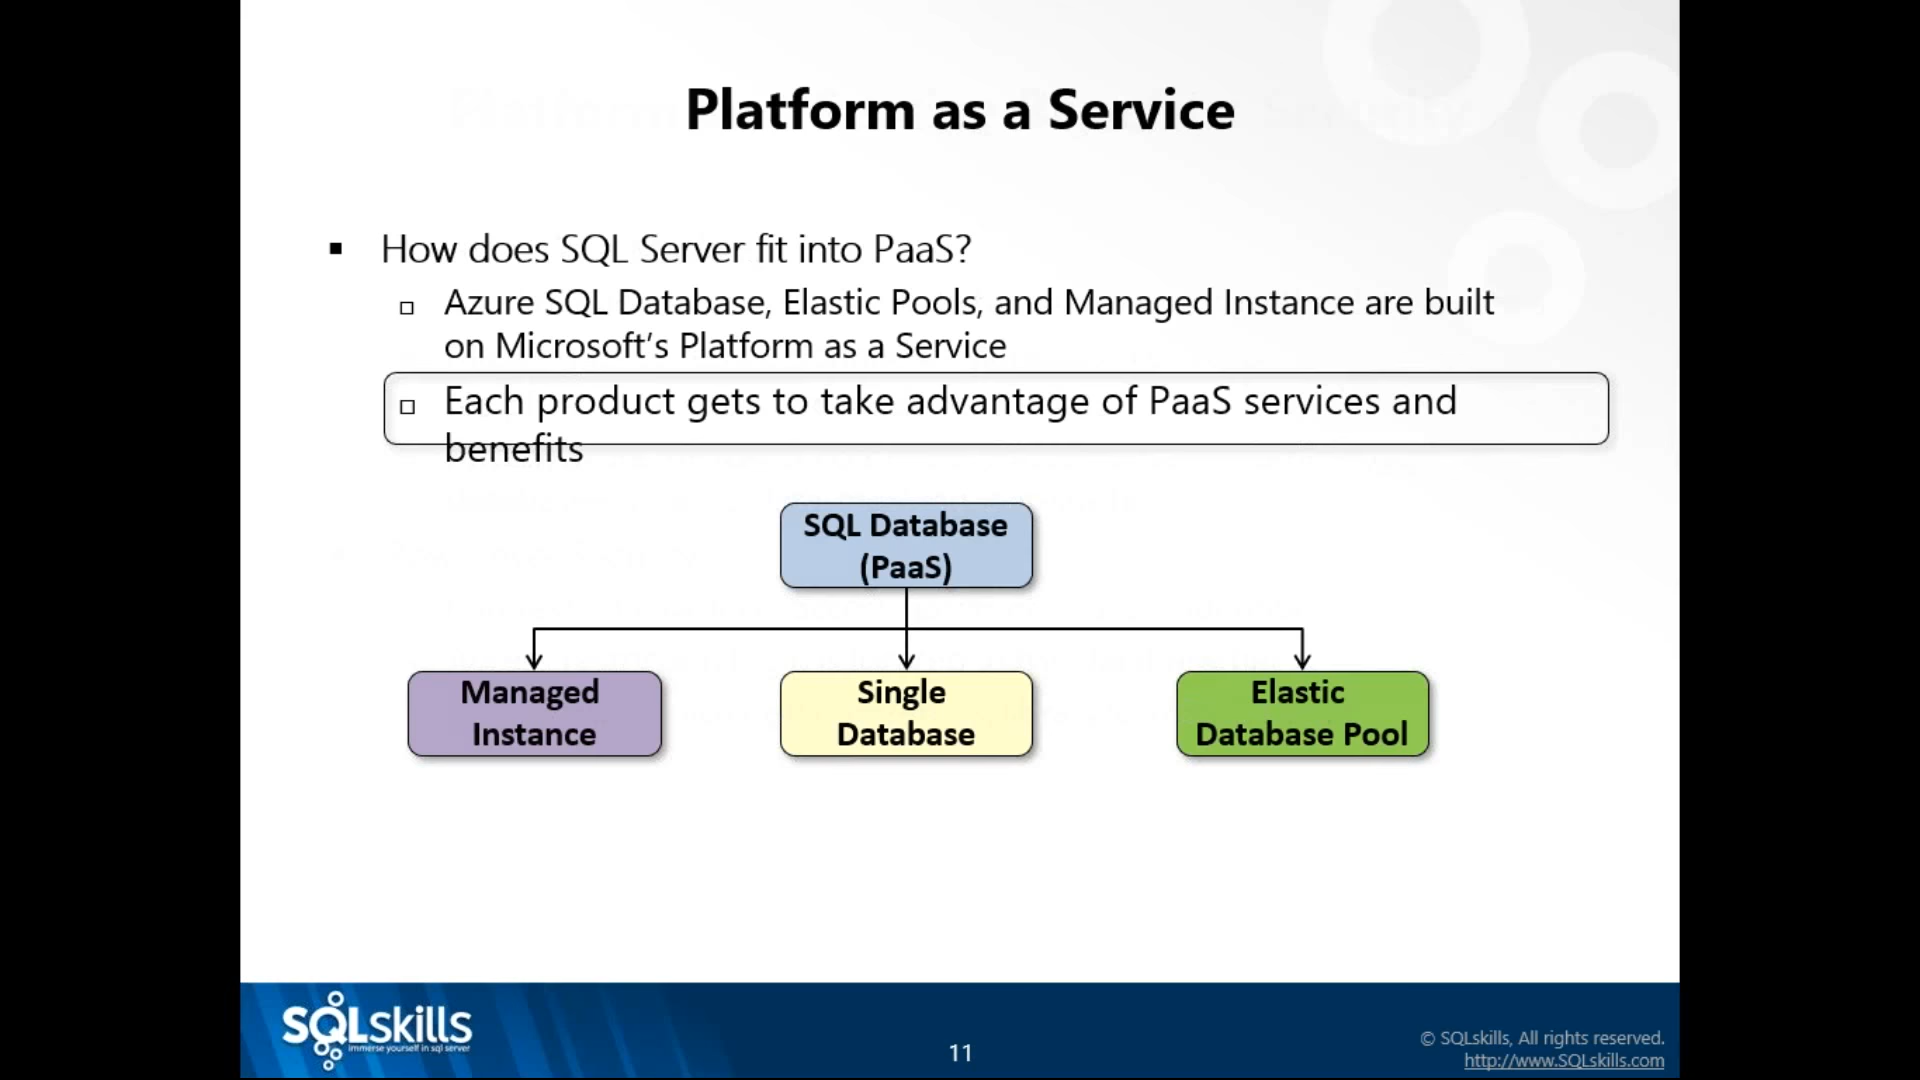 Platform as a Service
How does SQL Server fit into PaaS?
Azure SQL Database, Elastic Pools, and Managed Instance are built
on Microsoft’s Platform as a Service
Each product gets to take advantage of PaaS services and
benefits
SQL Database
(PaaS)
Managed
Instance
Single
Database
Elastic
Database Pool
SQLskills
immerse yourself in sql server
11
© SQLskills, All rights reserved.
http://www.SQLskills.com